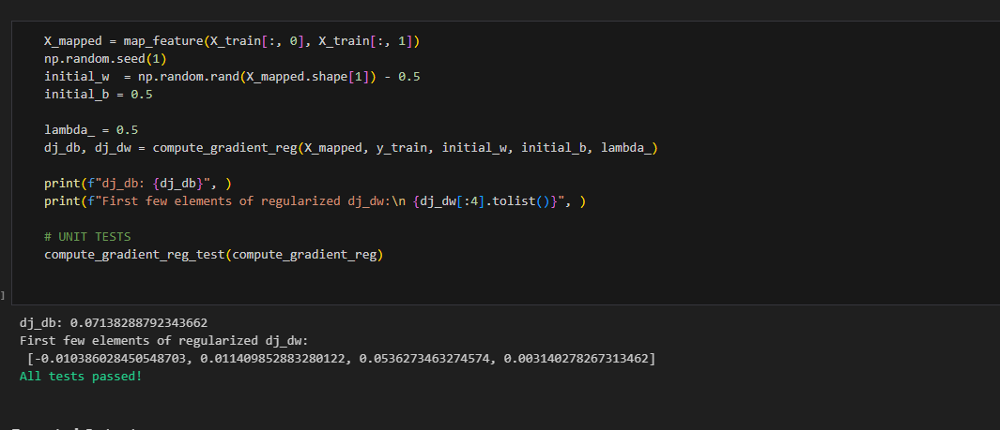 X_mapped = map_feature(X_train[:, 0], X_train[:, 1])
np.random.seed(1)
initial_w  = np.random.rand(X_mapped.shape[1]) - 0.5
initial_b = 0.5
lambda_ = 0.5
dj_db, dj_dw = compute_gradient_reg(X_mapped, y_train, initial_w, initial_b, lambda_)
print(f"dj_db: {dj_db}", )
print(f"First few elements of regularized dj_dw:\n {dj_dw[:4].tolist()}", )
# UNIT TESTS
compute_gradient_reg_test(compute_gradient_reg)
]
dj_db: 0.07138288792343662
First few elements of regularized dj_dw:
[-0.010386028450548703, 0.011409852883280122, 0.0536273463274574, 0.003140278267313462]
All tests passed!